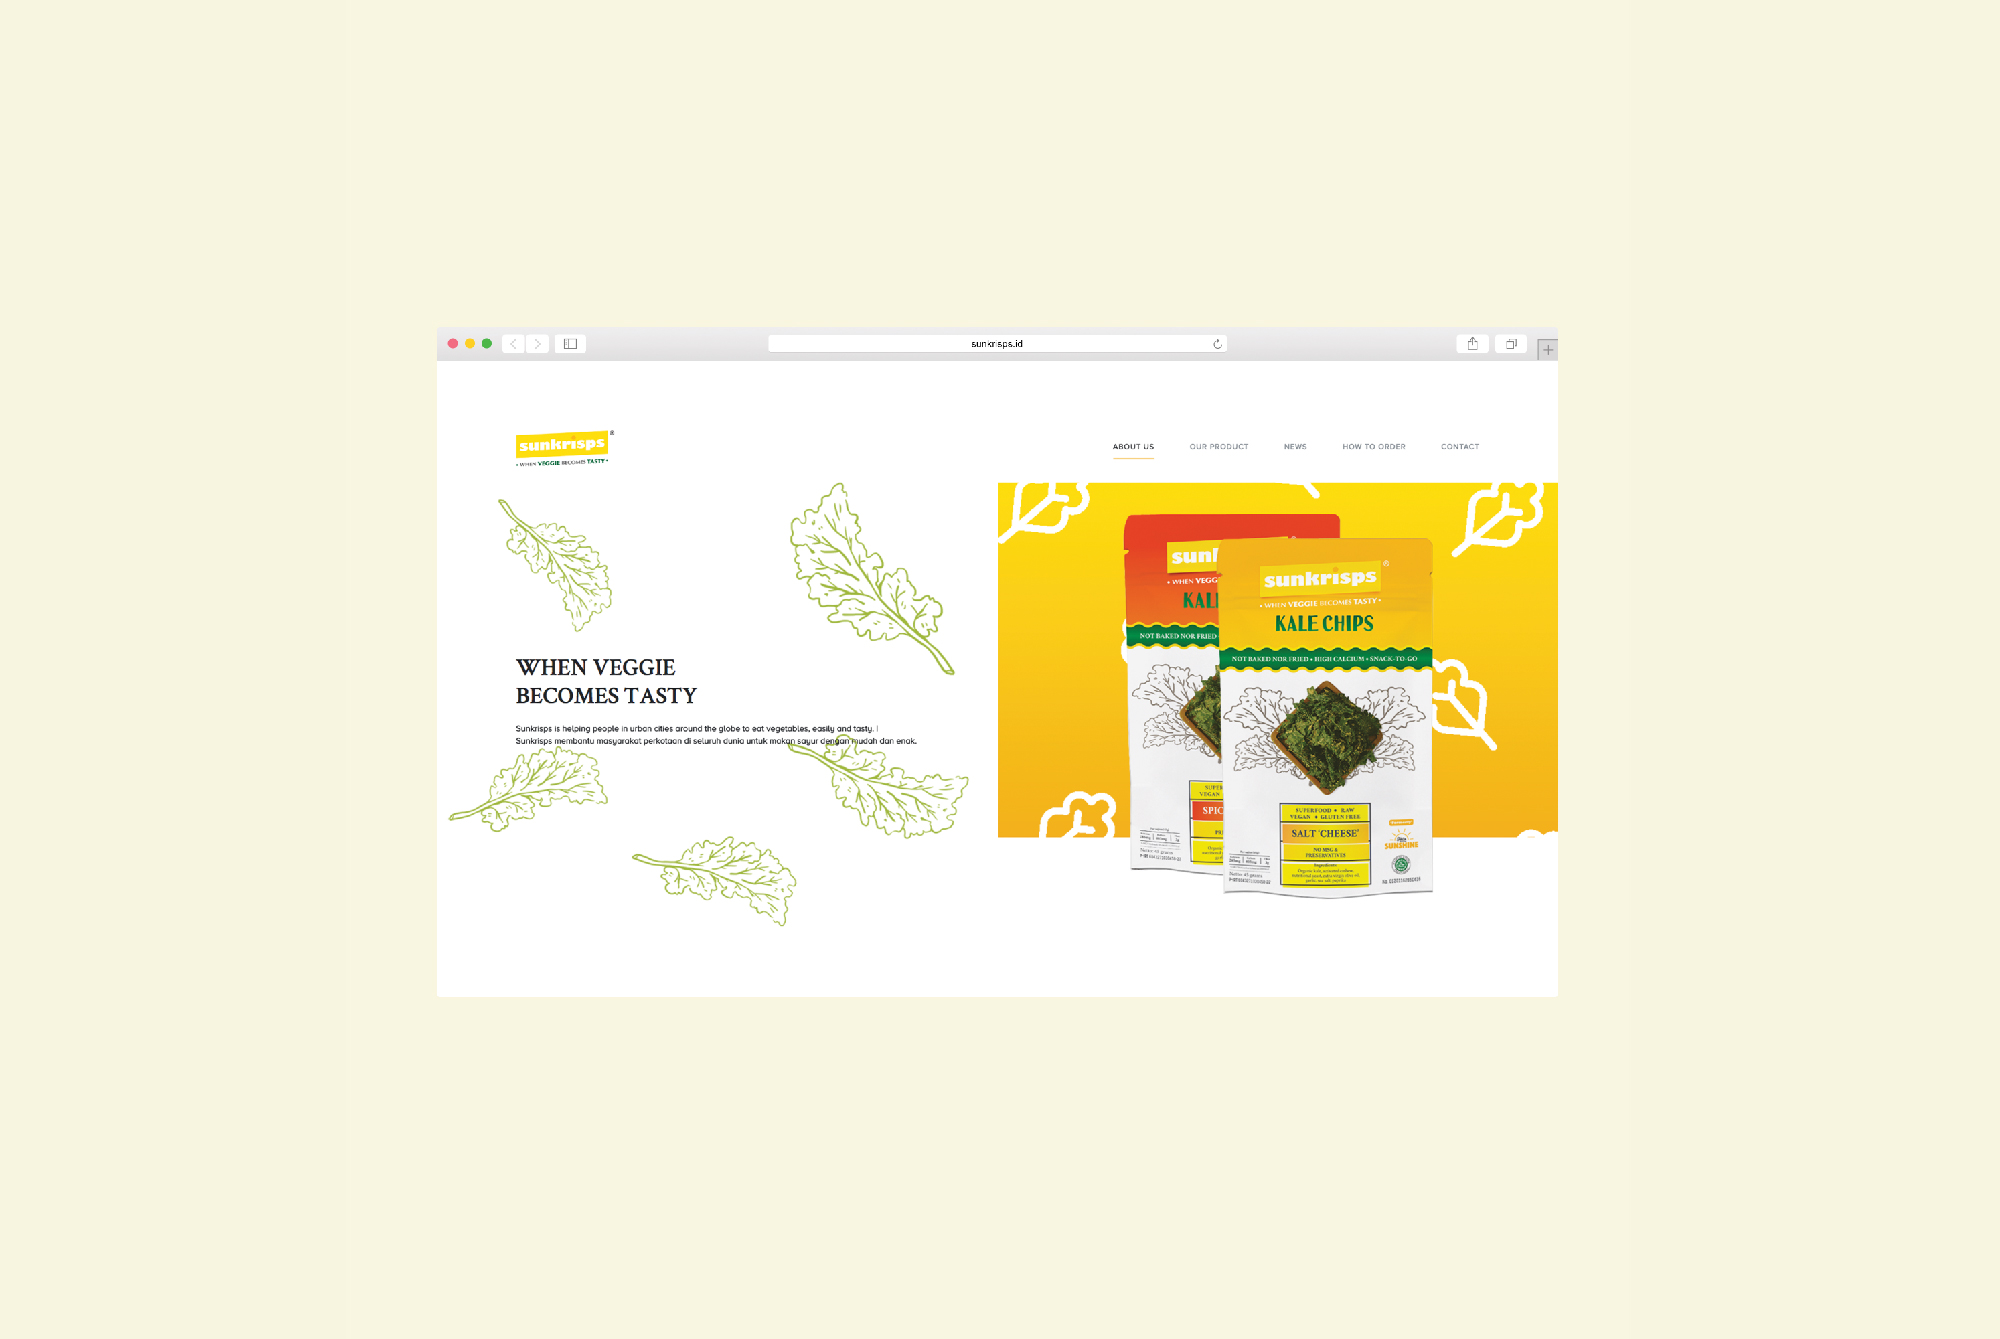 sunkrisps.id
sunkrisps®
• WHEN VEGGIE BECOMES TASTY •
ABOUT US
OUR PRODUCT
NEWS
HOW TO ORDER
CONTACT
WHEN VEGGIE
BECOMES TASTY
Sunkrisps is helping people in urban cities around the globe to eat vegetables, easily and tasty. |
Sunkrisps membantu masyarakat perkotaan di seluruh dunia untuk makan sayur dengan mudah dan enak.
sun
• WHEN VEGG
KAL
NOT BAKED NOR FRIED
SPIC
sunkrisps®
• WHEN VEGGIE BECOMES TASTY •
KALE CHIPS
NOT BAKED NOR FRIED • HIGH CALCIUM • SNACK-TO-GO
SUPERFOOD • RAW
VEGAN • GLUTEN FREE
SALT 'CHEESE'
NO MSG &
PRESERVATIVES
Ingredients:
SUNSHINE